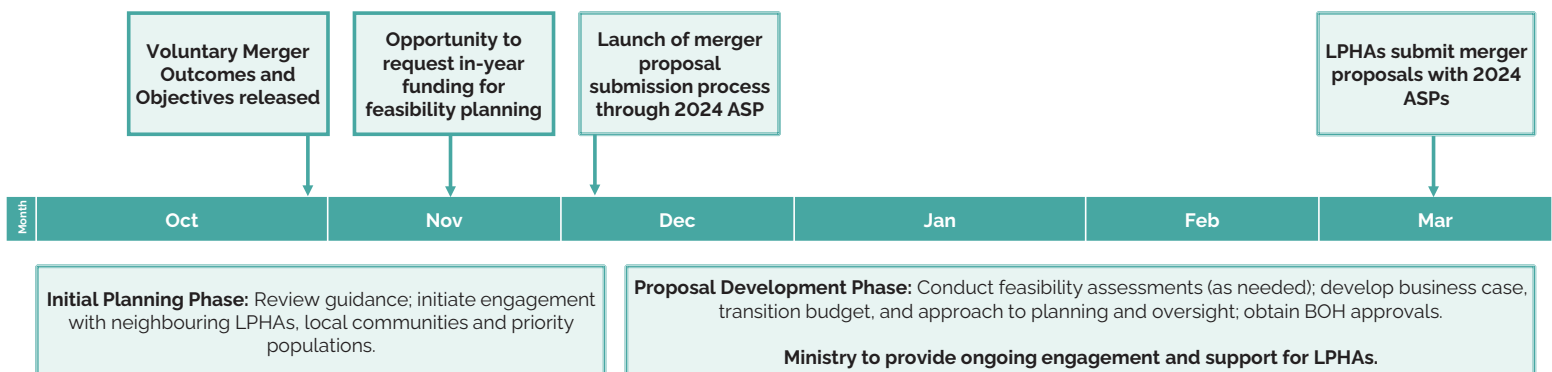 Voluntary Merger
Outcomes and
Objectives released
Opportunity to
request in-year
funding for
feasibility planning
Launch of merger
proposal
submission process
through 2024 ASP
LPHAs submit merger
proposals with 2024
ASPs
Month
Oct
Nov
Dec
Jan
Feb
Mar
Initial Planning Phase: Review guidance; initiate engagement
with neighbouring LPHAs, local communities and priority
populations.
Proposal Development Phase: Conduct feasibility assessments (as needed); develop business case,
transition budget, and approach to planning and oversight; obtain BOH approvals.
Ministry to provide ongoing engagement and support for LPHAs.